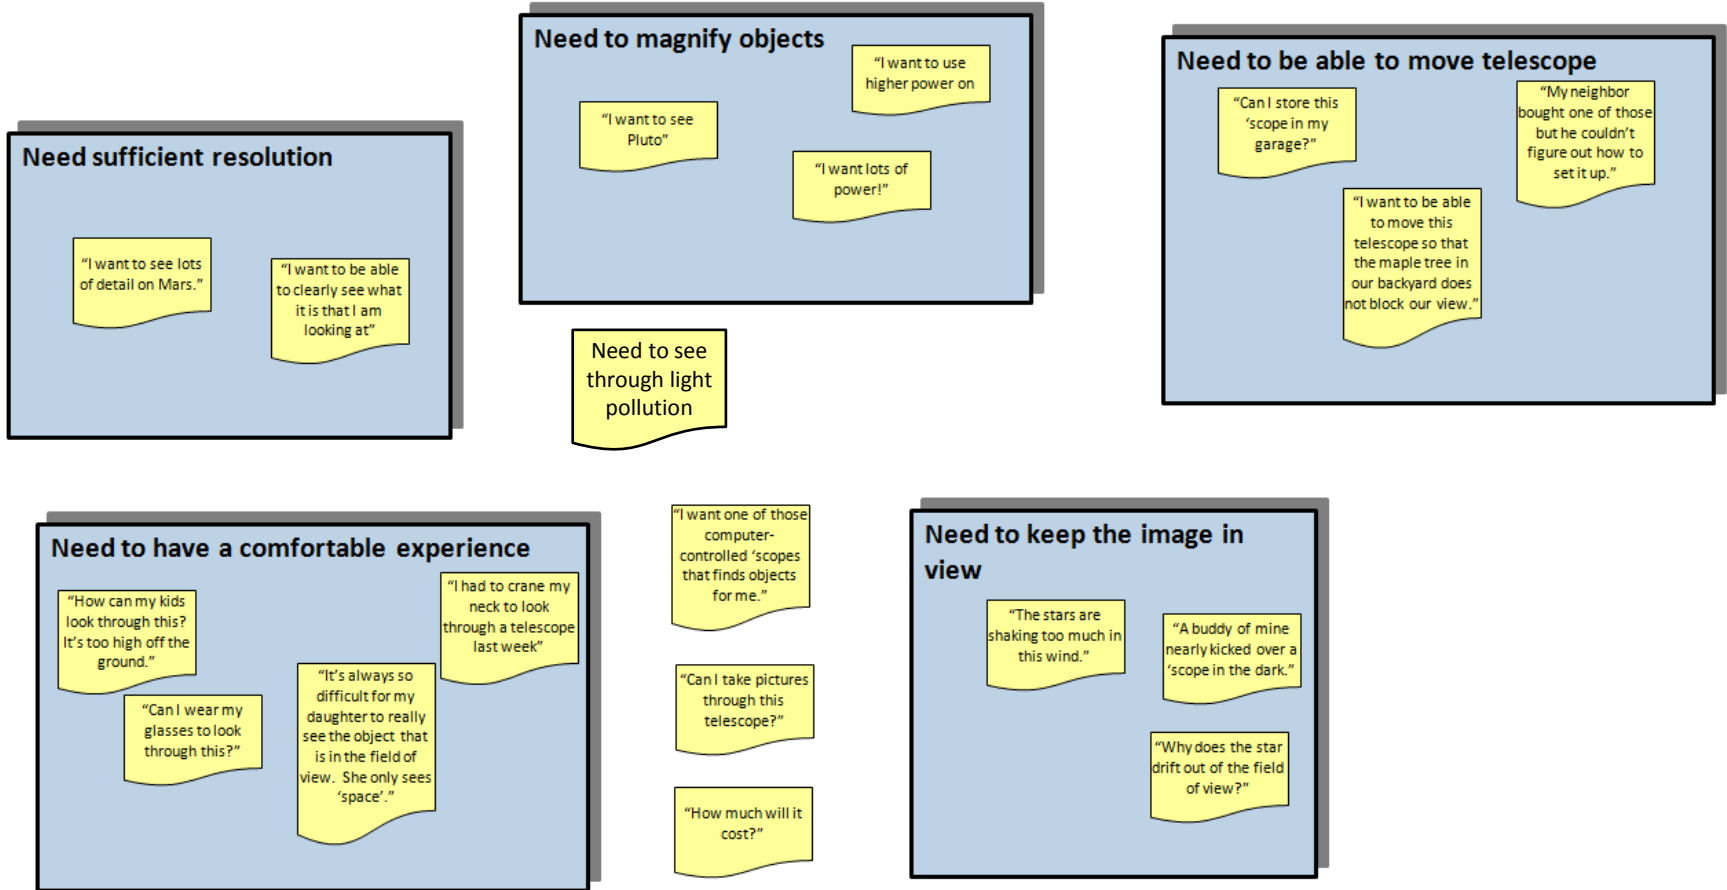 Need to magnify objects
"I want to use
higher power on
"I want to see
Pluto"
"I want lots of
power!"
Need to be able to move telescope
"Can I store this
'scope in my
garage?"
"My neighbor
bought one of those
but he couldn't
figure out how to
set it up."
"I want to be able
to move this
telescope so that
the maple tree in
our backyard does
not block our view."
Need sufficient resolution
"I want to see lots
of detail on Mars."
"I want to be able
to clearly see what
it is that I am
looking at"
Need to see
through light
pollution
Need to have a comfortable experience
"How can my kids
look through this?
It's too high off the
ground."
"I had to crane my
neck to look
through a telescope
last week"
"Can I wear my
glasses to look
through this?"
"It's always so
difficult for my
daughter to really
see the object that
is in the field of
view.  She only sees
'space'."
"I want one of those
computer-
controlled 'scopes
that finds objects
for me."
"Can I take pictures
through this
telescope?"
"How much will it
cost?"
Need to keep the image in
view
"The stars are
shaking too much in
this wind."
"A buddy of mine
nearly kicked over a
'scope in the dark."
"Why does the star
drift out of the field
of view?"